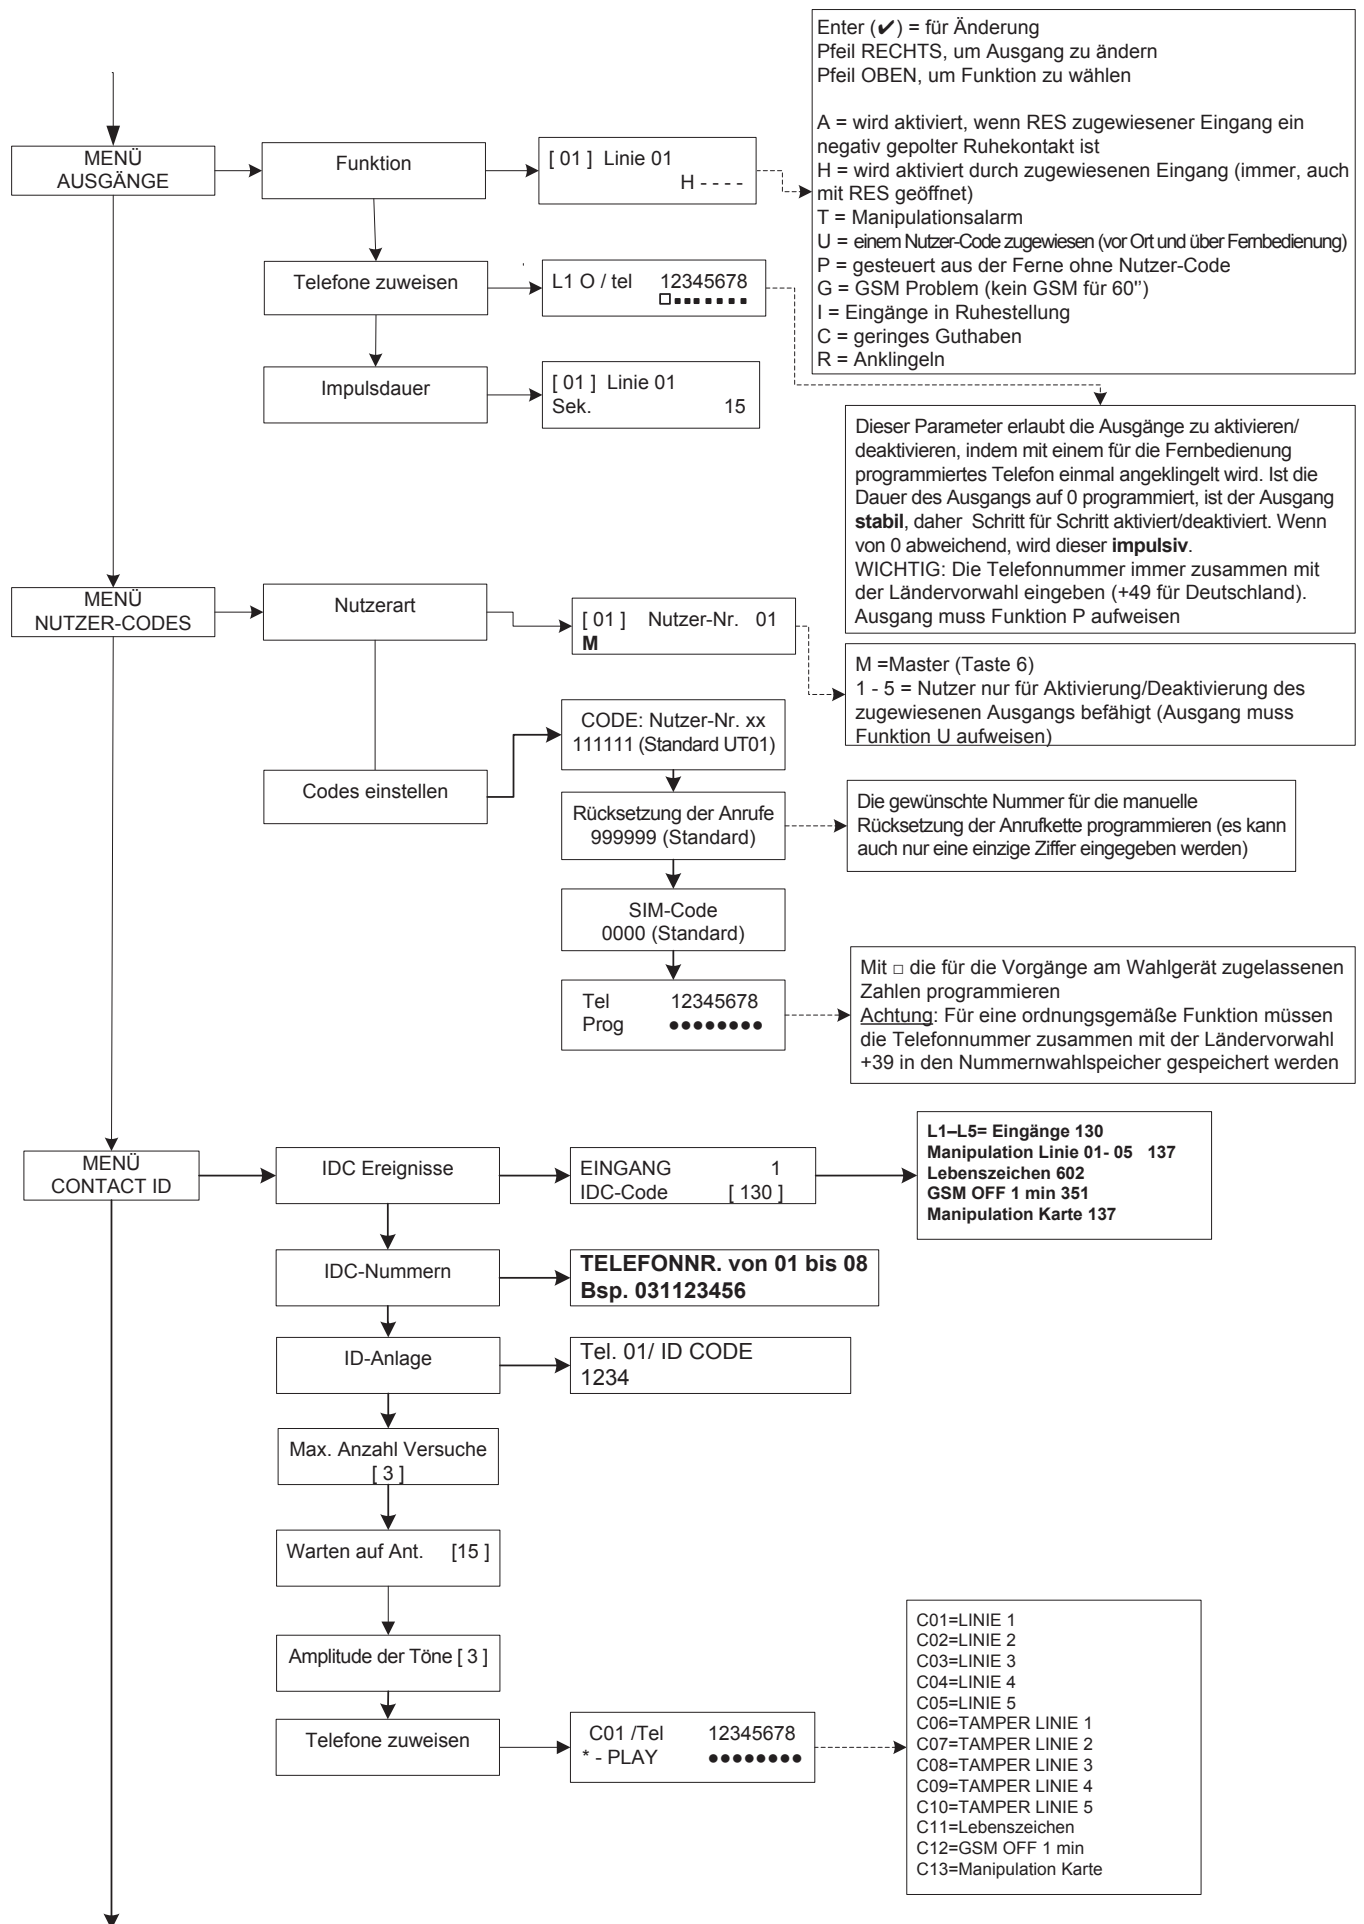 Enter (✔) = für Änderung
Pfeil RECHTS, um Ausgang zu ändern
Pfeil OBEN, um Funktion zu wählen
A = wird aktiviert, wenn RES zugewiesener Eingang ein
negativ gepolter Ruhekontakt ist
H = wird aktiviert durch zugewiesenen Eingang (immer, auch
mit RES geöffnet)
T = Manipulationsalarm
U = einem Nutzer-Code zugewiesen (vor Ort und über Fernbedienung)
P = gesteuert aus der Ferne ohne Nutzer-Code
G = GSM Problem (kein GSM für 60'')
I = Eingänge in Ruhestellung
C = geringes Guthaben
R = Anklingeln
MENÜ
AUSGÄNGE
Funktion
[ 01 ] Linie 01
H - - - -
Telefone zuweisen
L1 O / tel 12345678
□▪▪▪▪▪▪▪
Impulsdauer
[ 01 ] Linie 01
Sek. 15
Dieser Parameter erlaubt die Ausgänge zu aktivieren/
deaktivieren, indem mit einem für die Fernbedienung
programmiertes Telefon einmal angeklingelt wird. Ist die
Dauer des Ausgangs auf 0 programmiert, ist der Ausgang
stabil, daher Schritt für Schritt aktiviert/deaktiviert. Wenn
von 0 abweichend, wird dieser impulsiv.
WICHTIG: Die Telefonnummer immer zusammen mit
der Ländervorwahl eingeben (+49 für Deutschland).
Ausgang muss Funktion P aufweisen
MENÜ
NUTZER-CODES
Nutzerart
[ 01 ] Nutzer-Nr. 01
M
M =Master (Taste 6)
1 - 5 = Nutzer nur für Aktivierung/Deaktivierung des
zugewiesenen Ausgangs befähigt (Ausgang muss
Funktion U aufweisen)
Codes einstellen
CODE: Nutzer-Nr. xx
111111 (Standard UT01)
Rücksetzung der Anrufe
999999 (Standard)
Die gewünschte Nummer für die manuelle
Rücksetzung der Anrufkette programmieren (es kann
auch nur eine einzige Ziffer eingegeben werden)
SIM-Code
0000 (Standard)
Tel 12345678
Prog ●●●●●●●●
Mit □ die für die Vorgänge am Wahlgerät zugelassenen
Zahlen programmieren
Achtung: Für eine ordnungsgemäße Funktion müssen
die Telefonnummer zusammen mit der Ländervorwahl
+39 in den Nummernwahlspeicher gespeichert werden
MENÜ
CONTACT ID
IDC Ereignisse
EINGANG 1
IDC-Code [ 130 ]
L1–L5= Eingänge 130
Manipulation Linie 01- 05 137
Lebenszeichen 602
GSM OFF 1 min 351
Manipulation Karte 137
IDC-Nummern
TELEFONNR. von 01 bis 08
Bsp. 031123456
ID-Anlage
Tel. 01/ ID CODE
1234
Max. Anzahl Versuche
[ 3 ]
Warten auf Ant. [15 ]
Amplitude der Töne [ 3 ]
Telefone zuweisen
C01 /Tel 12345678
* - PLAY ●●●●●●●●
C01=LINIE 1
C02=LINIE 2
C03=LINIE 3
C04=LINIE 4
C05=LINIE 5
C06=TAMPER LINIE 1
C07=TAMPER LINIE 2
C08=TAMPER LINIE 3
C09=TAMPER LINIE 4
C10=TAMPER LINIE 5
C11=Lebenszeichen
C12=GSM OFF 1 min
C13=Manipulation Karte